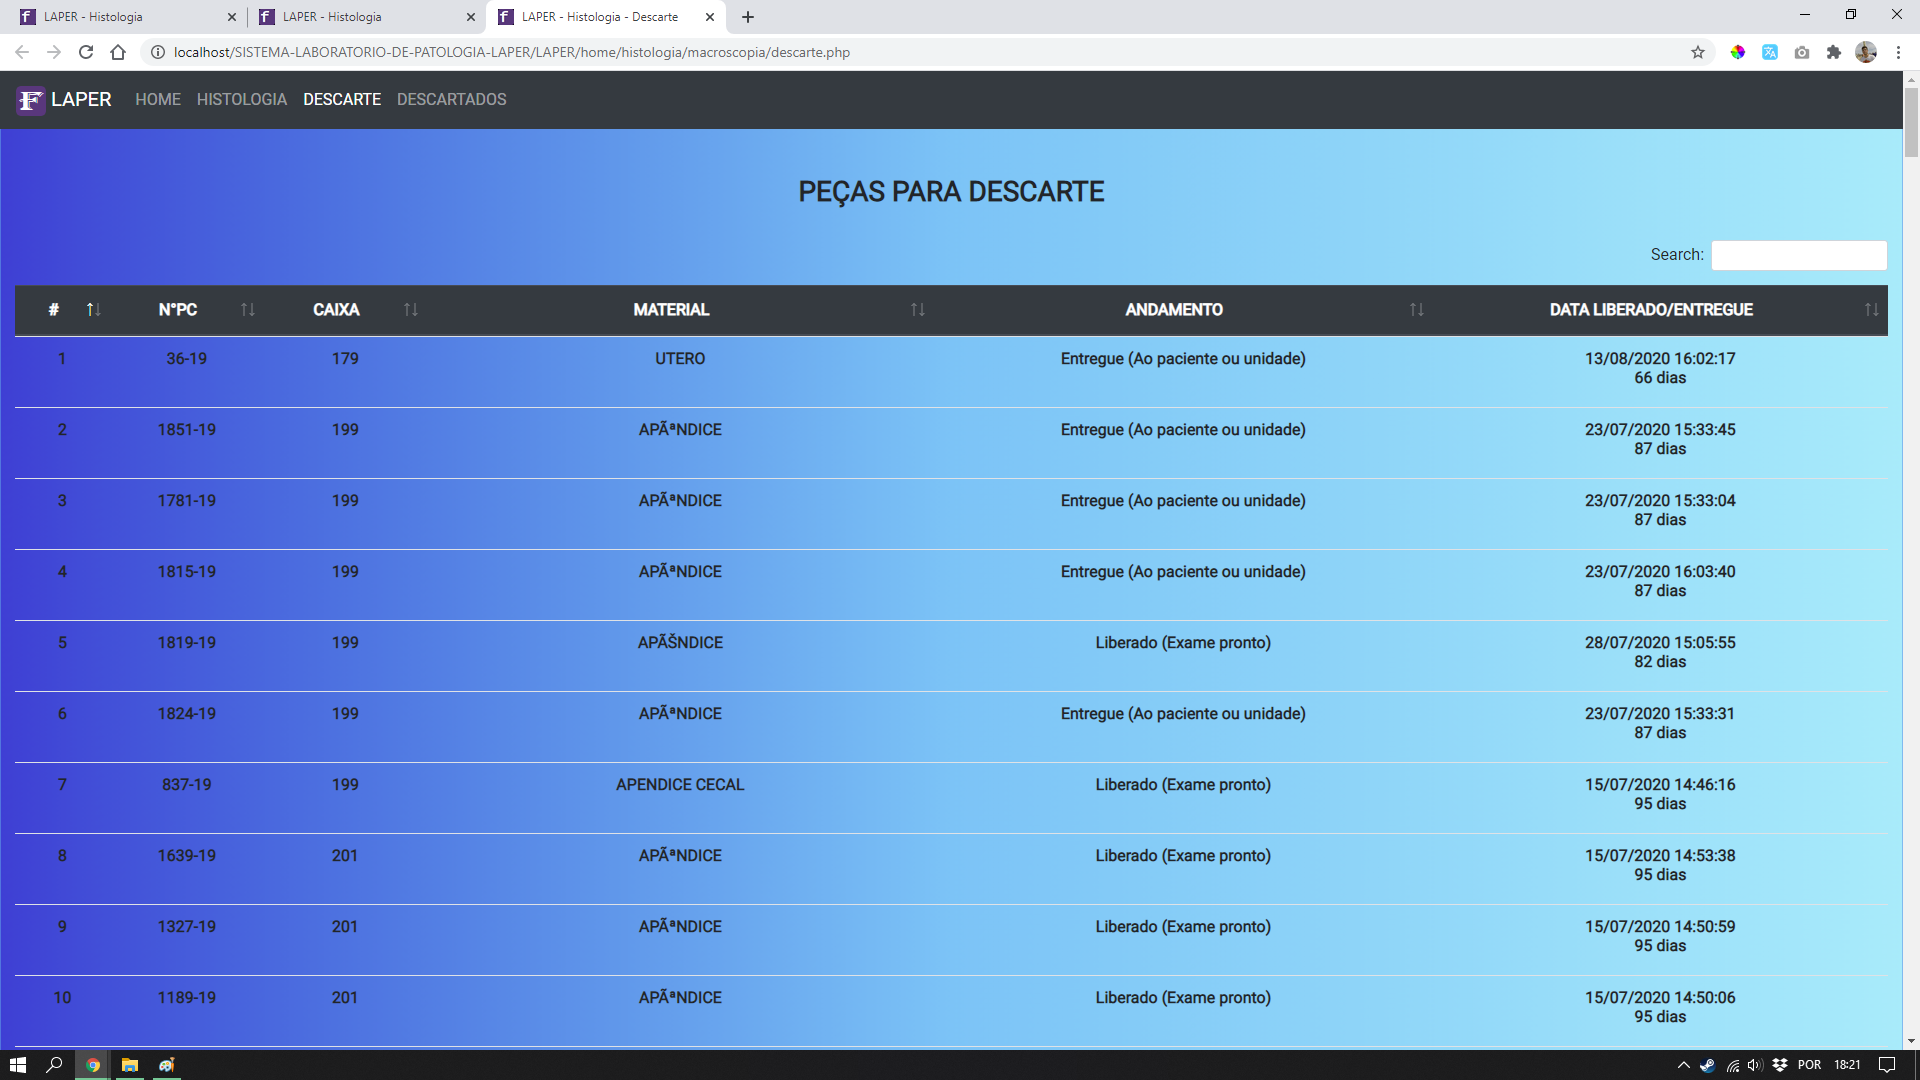 LAPER - Histologia
LAPER - Histologia
LAPER - Histologia - Descarte
localhost/SISTEMA-LABORATORIO-DE-PATOLOGIA-LAPER/LAPER/home/histologia/macroscopia/descarte.php
LAPER HOME HISTOLOGIA DESCARTE DESCARTADOS
PEÇAS PARA DESCARTE
Search:
# N°PC CAIXA MATERIAL ANDAMENTO DATA LIBERADO/ENTREGUE
1 36-19 179 UTERO Entregue (Ao paciente ou unidade) 13/08/2020 16:02:17
66 dias
2 1851-19 199 APÃªNDICE Entregue (Ao paciente ou unidade) 23/07/2020 15:33:45
87 dias
3 1781-19 199 APÃªNDICE Entregue (Ao paciente ou unidade) 23/07/2020 15:33:04
87 dias
4 1815-19 199 APÃªNDICE Entregue (Ao paciente ou unidade) 23/07/2020 16:03:40
87 dias
5 1819-19 199 APÃŠNDICE Liberado (Exame pronto) 28/07/2020 15:05:55
82 dias
6 1824-19 199 APÃªNDICE Entregue (Ao paciente ou unidade) 23/07/2020 15:33:31
87 dias
7 837-19 199 APENDICE CECAL Liberado (Exame pronto) 15/07/2020 14:46:16
95 dias
8 1639-19 201 APÃªNDICE Liberado (Exame pronto) 15/07/2020 14:53:38
95 dias
9 1327-19 201 APÃªNDICE Liberado (Exame pronto) 15/07/2020 14:50:59
95 dias
10 1189-19 201 APÃªNDICE Liberado (Exame pronto) 15/07/2020 14:50:06
95 dias
POR 18:21